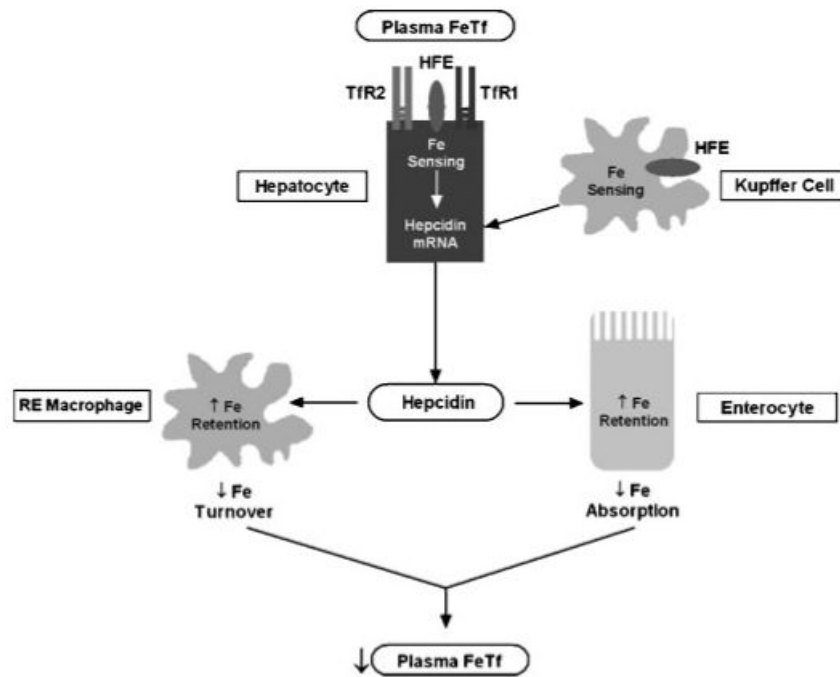 Plasma FeTf
HFE
TfR2
TfR1
Fe
Sensing
Hepcidin
mRNA
Hepatocyte
HFE
Fe
Sensing
Kupffer Cell
RE Macrophage
↑ Fe
Retention
Hepcidin
↑ Fe
Retention
Enterocyte
↓ Fe
Turnover
↓ Fe
Absorption
↓ Plasma FeTf